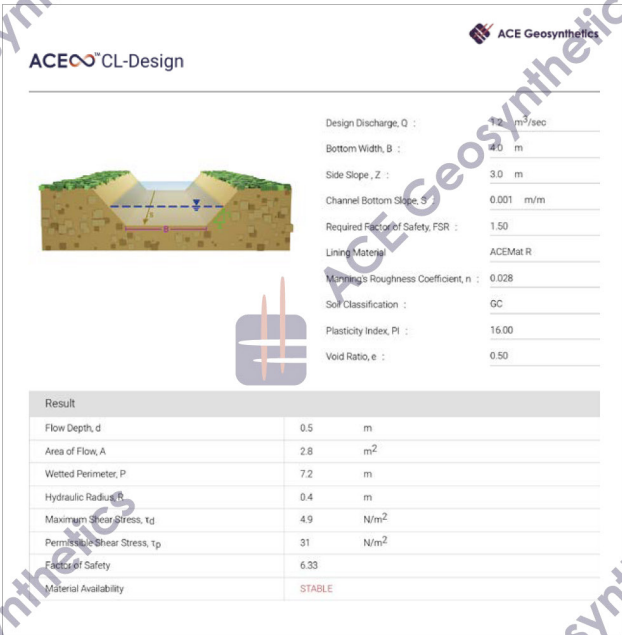 ACE Geosynthetics
ACE™ CL-Design
Design Discharge, Q : 1.2 m³/sec
Bottom Width, B : 4.0 m
Side Slope , Z : 3.0 m
Channel Bottom Slope, S : 0.001 m/m
Required Factor of Safety, FSR : 1.50
Lining Material ACEMat R
Manning's Roughness Coefficient, n : 0.028
Soil Classification : GC
Plasticity Index, PI : 16.00
Void Ratio, e : 0.50
B
Result
Flow Depth, d 0.5 m
Area of Flow, A 2.8 m²
Wetted Perimeter, P 7.2 m
Hydraulic Radius, R 0.4 m
Maximum Shear Stress, τd 4.9 N/m²
Permissible Shear Stress, τp 31 N/m²
Factor of Safety 6.33
Material Availability STABLE
ACE Geosynthetics